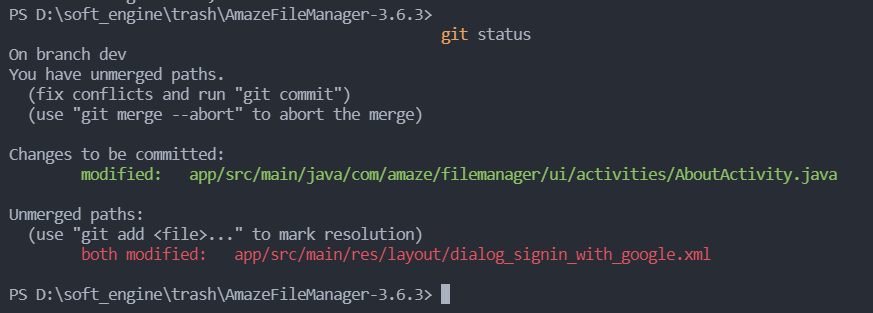 PS D:\soft_engine\trash\AmazeFileManager-3.6.3>
git status
On branch dev
You have unmerged paths.
  (fix conflicts and run "git commit")
  (use "git merge --abort" to abort the merge)
Changes to be committed:
        modified:   app/src/main/java/com/amaze/filemanager/ui/activities/AboutActivity.java
Unmerged paths:
  (use "git add <file>..." to mark resolution)
        both modified:   app/src/main/res/layout/dialog_signin_with_google.xml
PS D:\soft_engine\trash\AmazeFileManager-3.6.3>